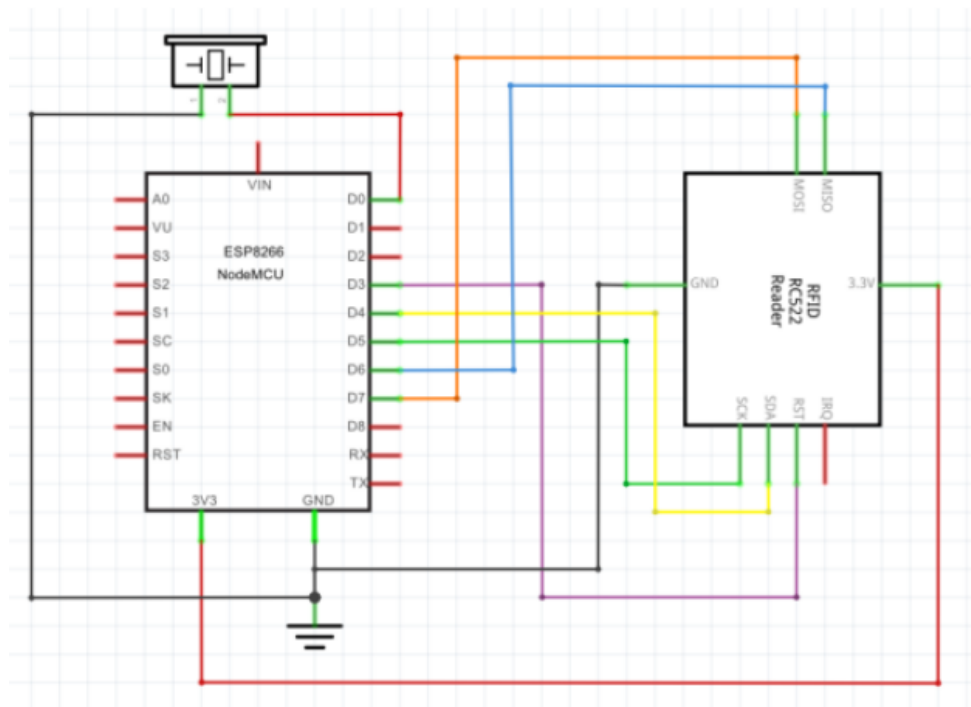 1
2
VIN
A0
VU
S3
S2
S1
SC
S0
SK
EN
RST
ESP8266
NodeMCU
D0
D1
D2
D3
D4
D5
D6
D7
D8
RX
TX
3V3
GND
MOSI
MISO
GND
RFID
RC522
Reader
3.3V
SCK
SDA
RST
IRQ